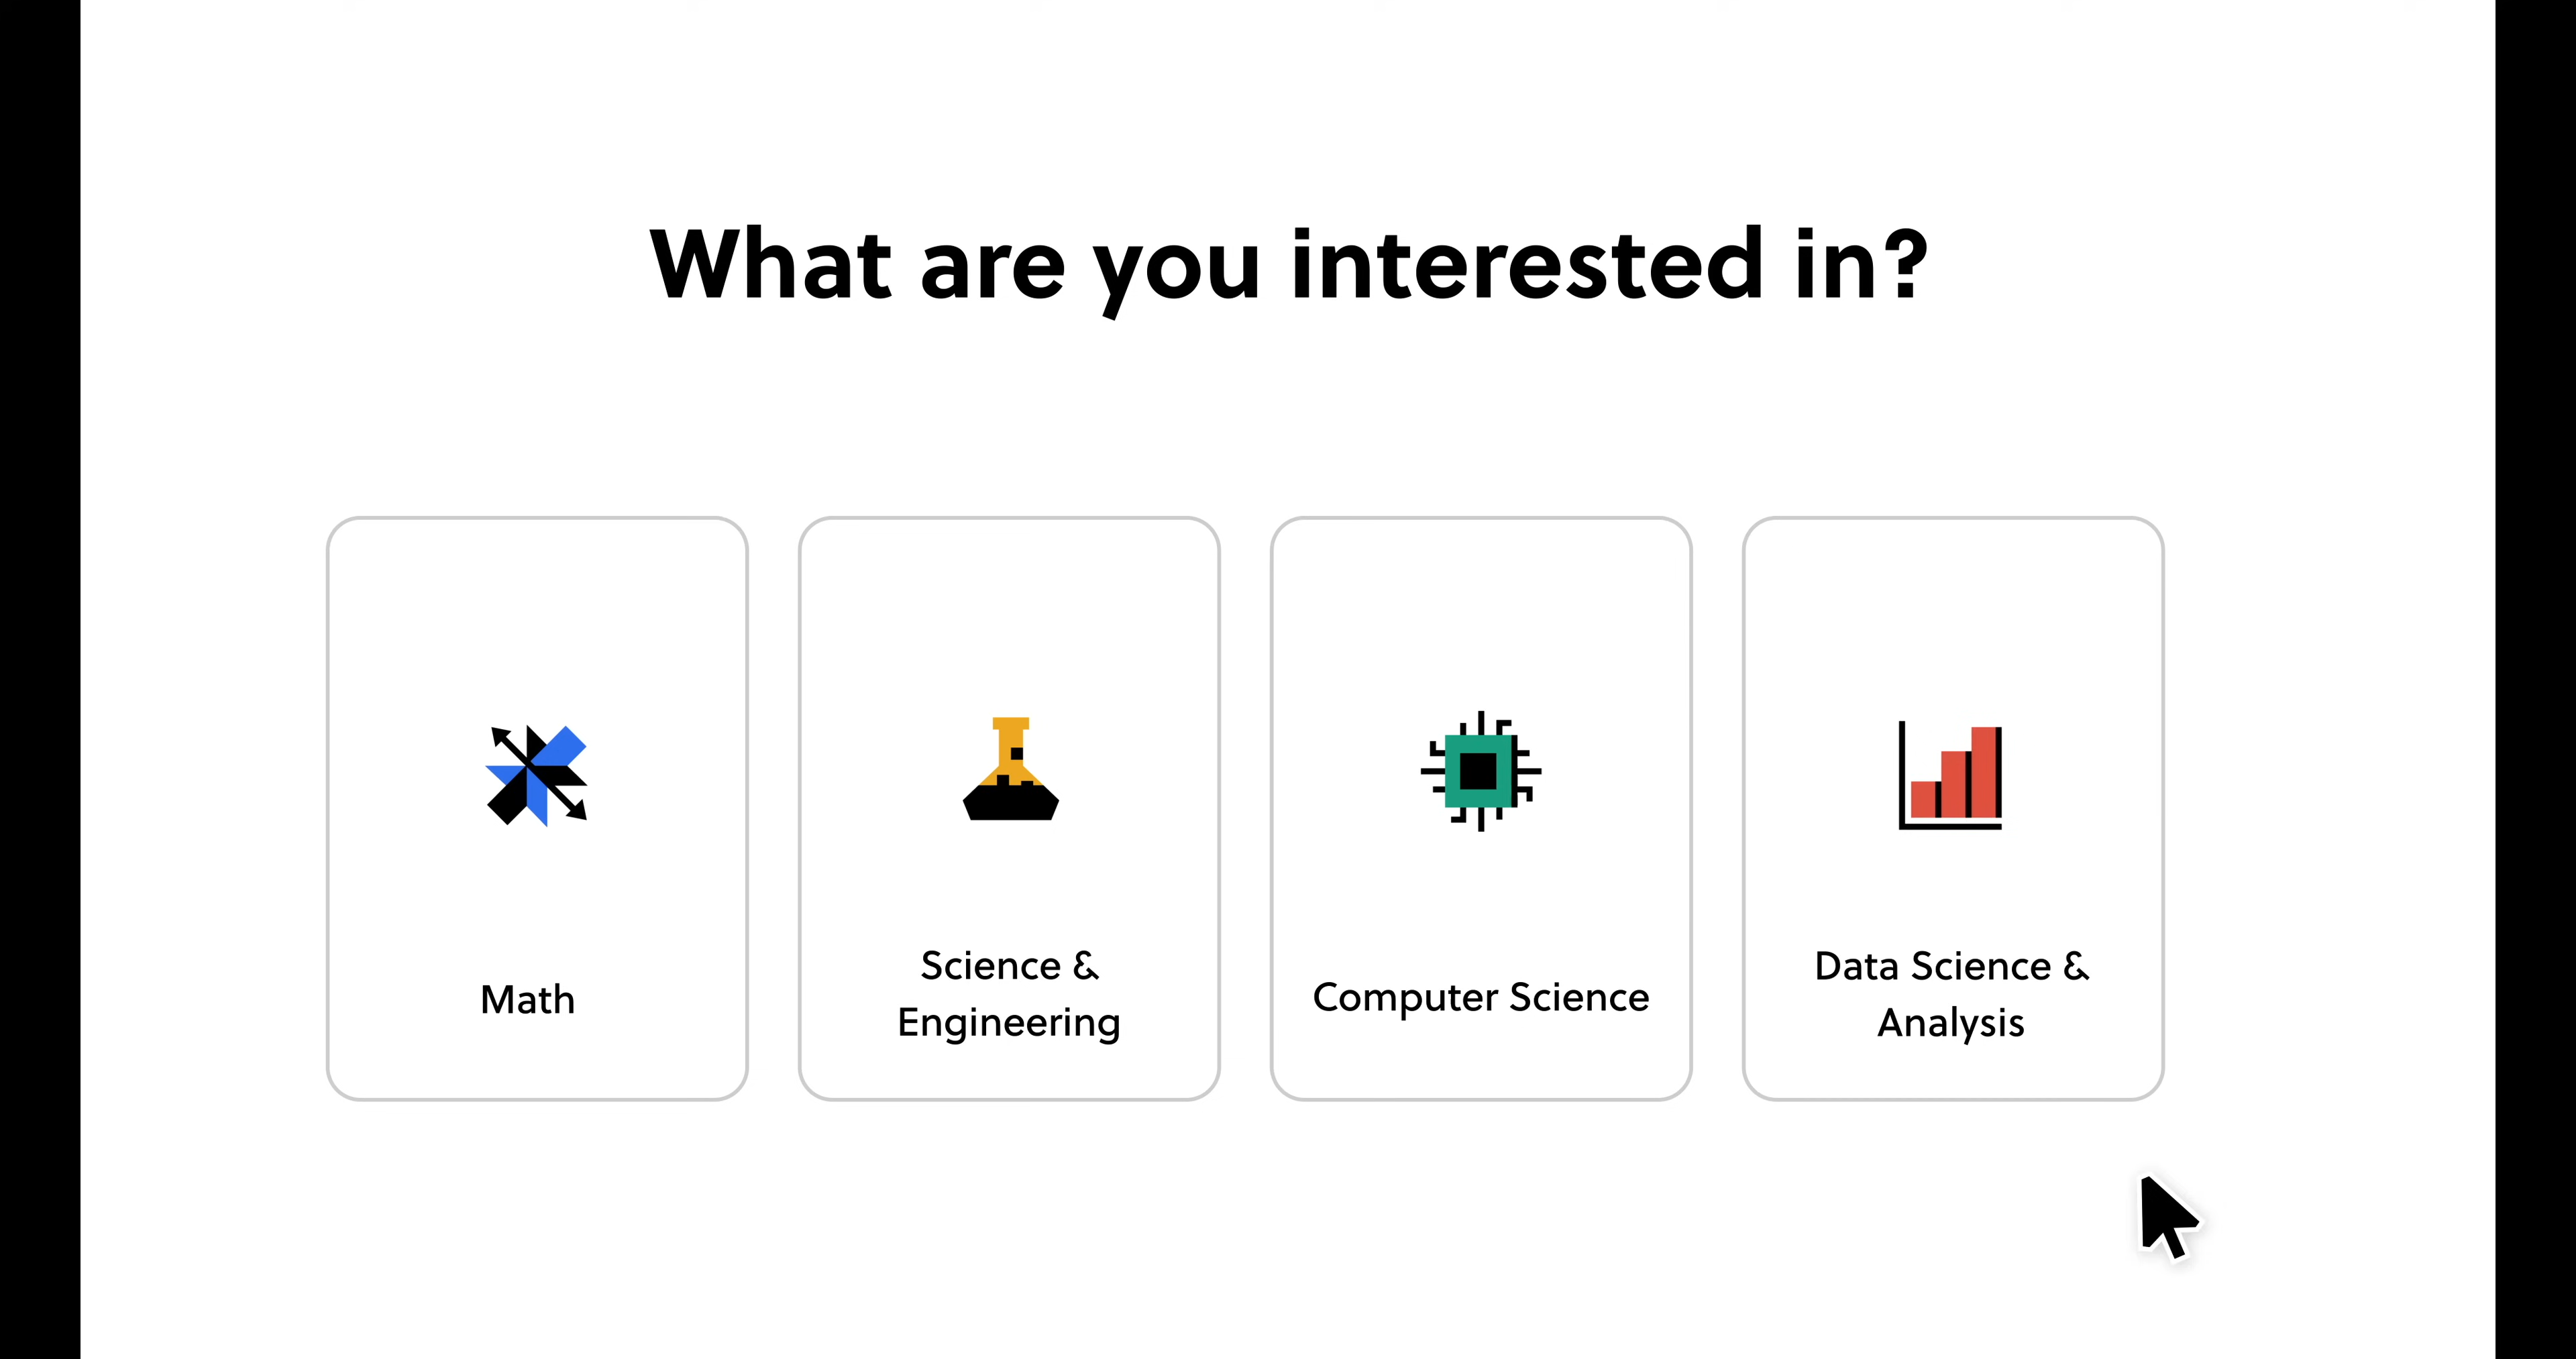 What are you interested in?
Math
Science &
Engineering
Computer Science
Data Science &
Analysis